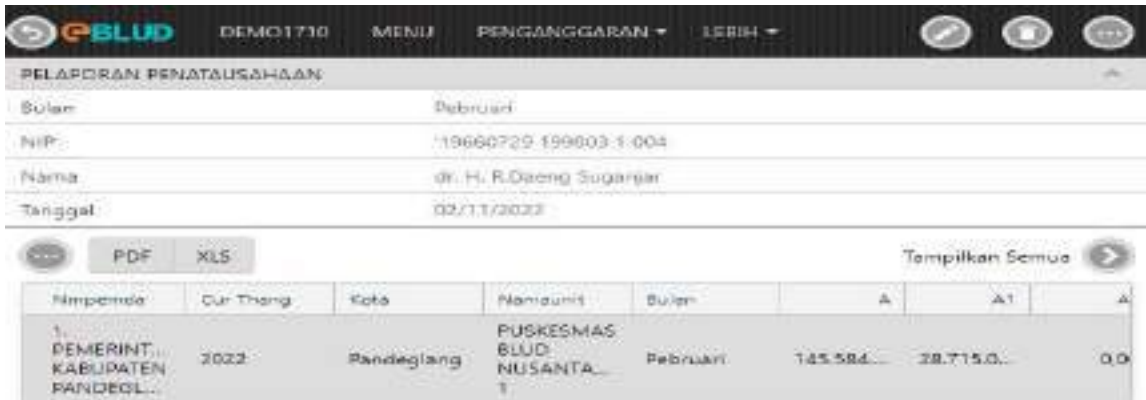 eBLUD DEMO1710 MENU PENGANGGARAN LEBIH
PELAPORAN PENATAUSAHAAN
Bulan Pebruari
NIP '19660729 199803 1 004
Nama dr. H. R.Daeng Suganjar
Tanggal 02/11/2022
PDF XLS Tampilkan Semua
Nmpemda Cur Thang Kota Namaunit Bulan A A1 A
1. PEMERINT... KABUPATEN PANDEGL... 2022 Pandeglang PUSKESMAS BLUD NUSANTA... 1 Pebruari 145.584... 28.715.0... 0,0